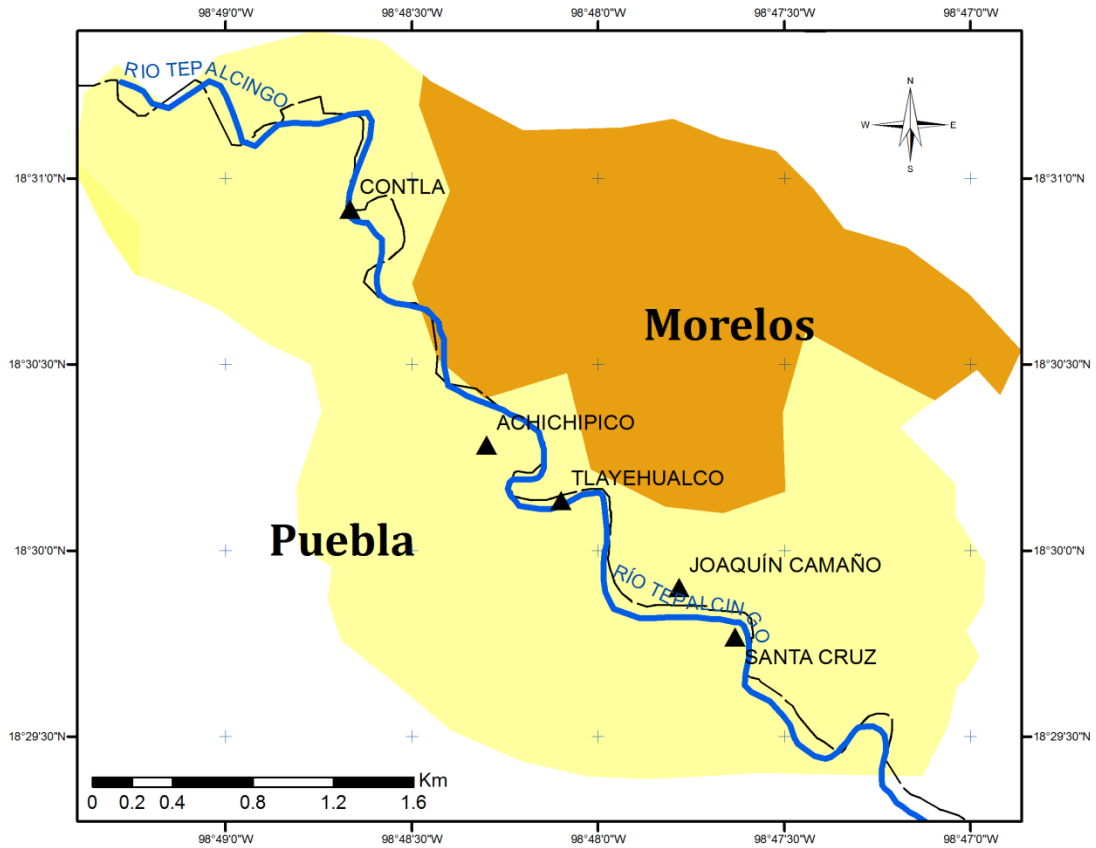 98°49'0"W 98°48'30"W 98°48'0"W 98°47'30"W 98°47'0"W
RIO TEPALCINGO
N
W E
S
18°31'0"N 18°31'0"N
CONTLA
Morelos
18°30'30"N 18°30'30"N
ACHICHIPICO
TLAYEHUALCO
Puebla
18°30'0"N 18°30'0"N
JOAQUÍN CAMAÑO
RÍO TEPALCINGO
SANTA CRUZ
18°29'30"N 18°29'30"N
Km
0 0.2 0.4 0.8 1.2 1.6
98°49'0"W 98°48'30"W 98°48'0"W 98°47'30"W 98°47'0"W